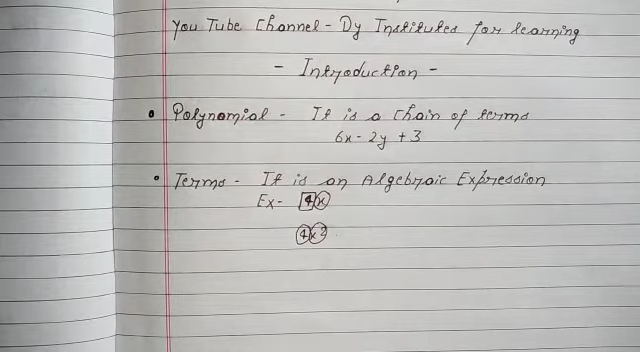 You Tube Channel - Dy Institutes for learning
- Introduction -
• Polynomial - It is a Chain of terms
6x - 2y + 3
• Terms - It is an Algebraic Expression
Ex - 4x
4x²